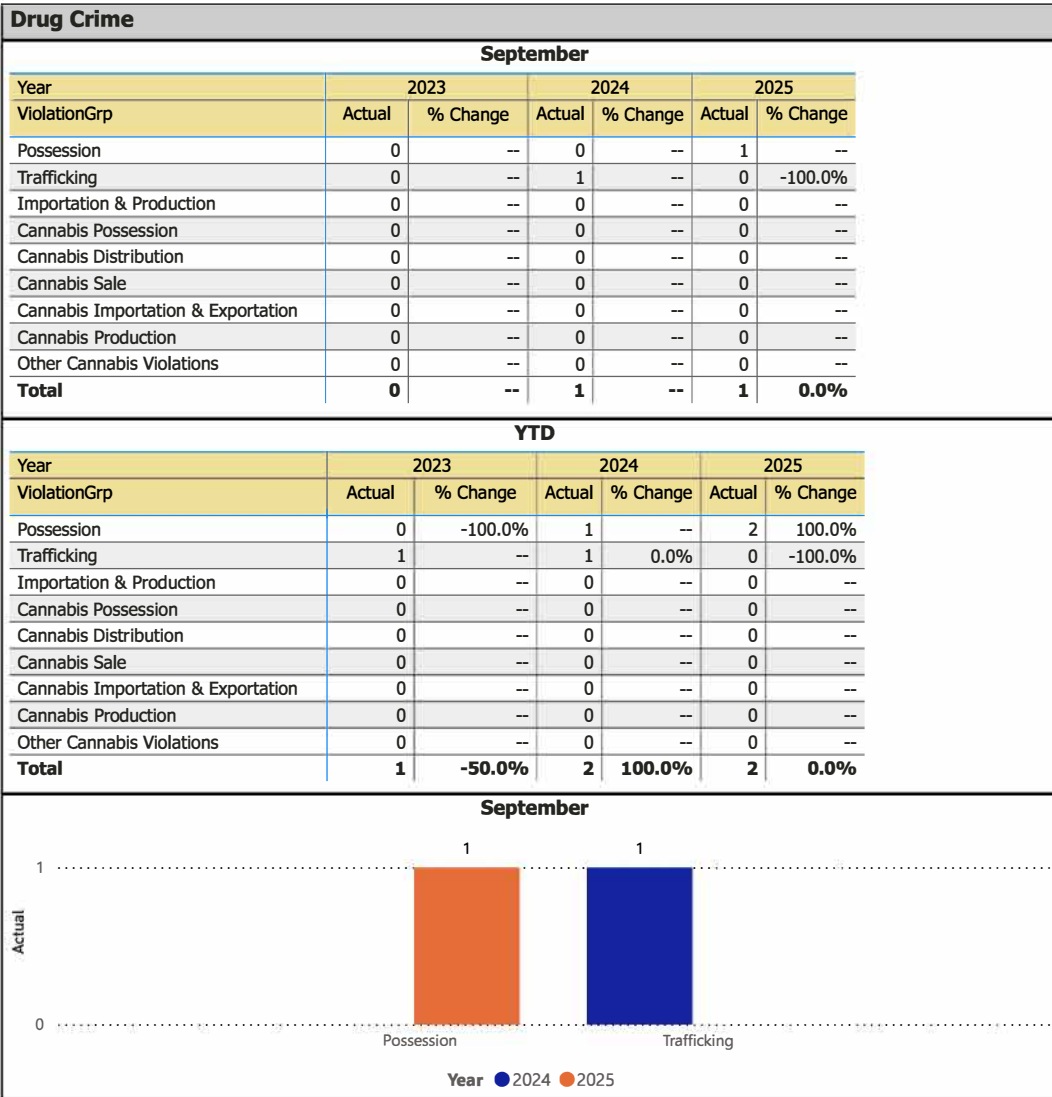 Drug Crime
September
Year 2023 2024 2025
ViolationGrp Actual % Change Actual % Change Actual % Change
Possession 0 -- 0 -- 1 --
Trafficking 0 -- 1 -- 0 -100.0%
Importation & Production 0 -- 0 -- 0 --
Cannabis Possession 0 -- 0 -- 0 --
Cannabis Distribution 0 -- 0 -- 0 --
Cannabis Sale 0 -- 0 -- 0 --
Cannabis Importation & Exportation 0 -- 0 -- 0 --
Cannabis Production 0 -- 0 -- 0 --
Other Cannabis Violations 0 -- 0 -- 0 --
Total 0 -- 1 -- 1 0.0%
YTD
Year 2023 2024 2025
ViolationGrp Actual % Change Actual % Change Actual % Change
Possession 0 -100.0% 1 -- 2 100.0%
Trafficking 1 -- 1 0.0% 0 -100.0%
Importation & Production 0 -- 0 -- 0 --
Cannabis Possession 0 -- 0 -- 0 --
Cannabis Distribution 0 -- 0 -- 0 --
Cannabis Sale 0 -- 0 -- 0 --
Cannabis Importation & Exportation 0 -- 0 -- 0 --
Cannabis Production 0 -- 0 -- 0 --
Other Cannabis Violations 0 -- 0 -- 0 --
Total 1 -50.0% 2 100.0% 2 0.0%
September
1 1
1
Actual
0
Possession Trafficking
Year 2024 2025